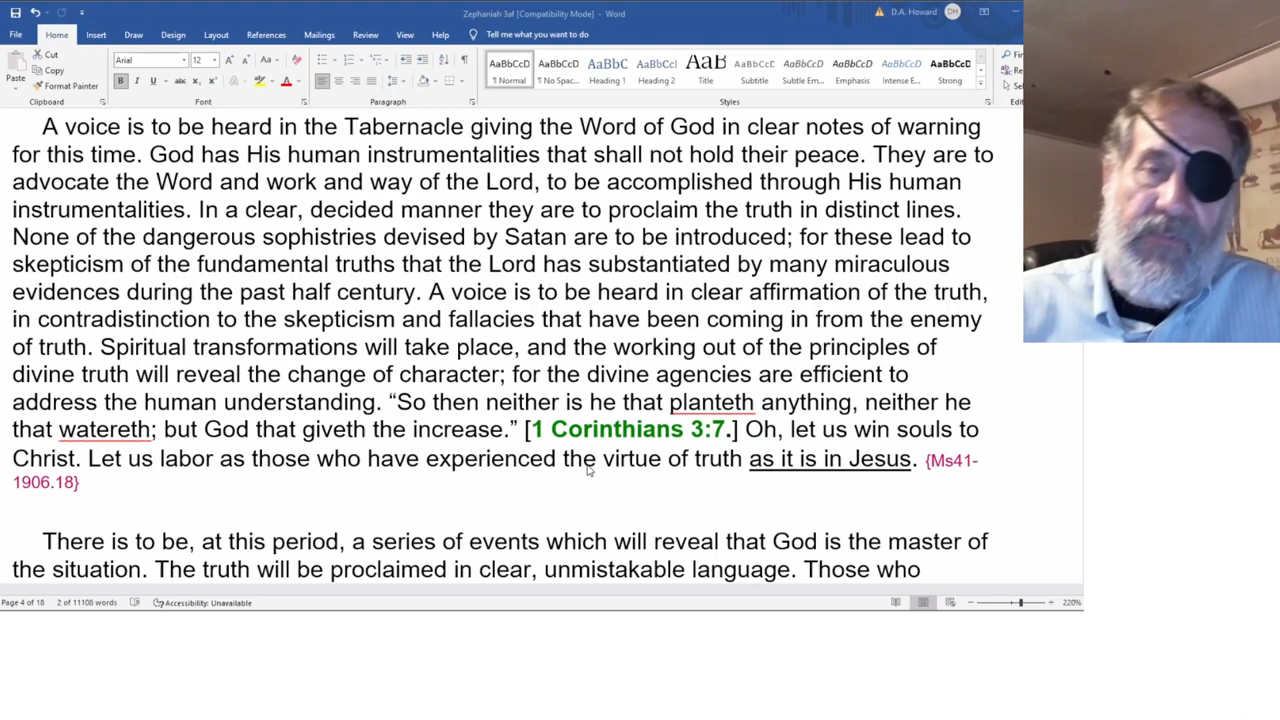 Zephaniah 3af [Compatibility Mode] - Word
D.A. Howard
DH
File Home Insert Draw Design Layout References Mailings Review View Help Tell me what you want to do
Paste
Cut
Copy
Format Painter
Clipboard
Arial 12
B I U abc x₂ x²
Font
Paragraph
AaBbCcD AaBbCcD AaBbC AaBbCcl AaB AaBbCcD AaBbCcD AaBbCcD AaBbCcD AaBbCcD
¶ Normal ¶ No Spac... Heading 1 Heading 2 Title Subtitle Subtle Em... Emphasis Intense E... Strong
Styles
Fin
Re
Sel
Edit
A voice is to be heard in the Tabernacle giving the Word of God in clear notes of warning
for this time. God has His human instrumentalities that shall not hold their peace. They are to
advocate the Word and work and way of the Lord, to be accomplished through His human
instrumentalities. In a clear, decided manner they are to proclaim the truth in distinct lines.
None of the dangerous sophistries devised by Satan are to be introduced; for these lead to
skepticism of the fundamental truths that the Lord has substantiated by many miraculous
evidences during the past half century. A voice is to be heard in clear affirmation of the truth,
in contradistinction to the skepticism and fallacies that have been coming in from the enemy
of truth. Spiritual transformations will take place, and the working out of the principles of
divine truth will reveal the change of character; for the divine agencies are efficient to
address the human understanding. “So then neither is he that planteth anything, neither he
that watereth; but God that giveth the increase.” [1 Corinthians 3:7.] Oh, let us win souls to
Christ. Let us labor as those who have experienced the virtue of truth as it is in Jesus. {Ms41-
1906.18}
There is to be, at this period, a series of events which will reveal that God is the master of
the situation. The truth will be proclaimed in clear, unmistakable language. Those who
Page 4 of 18 2 of 11108 words Accessibility: Unavailable 220%